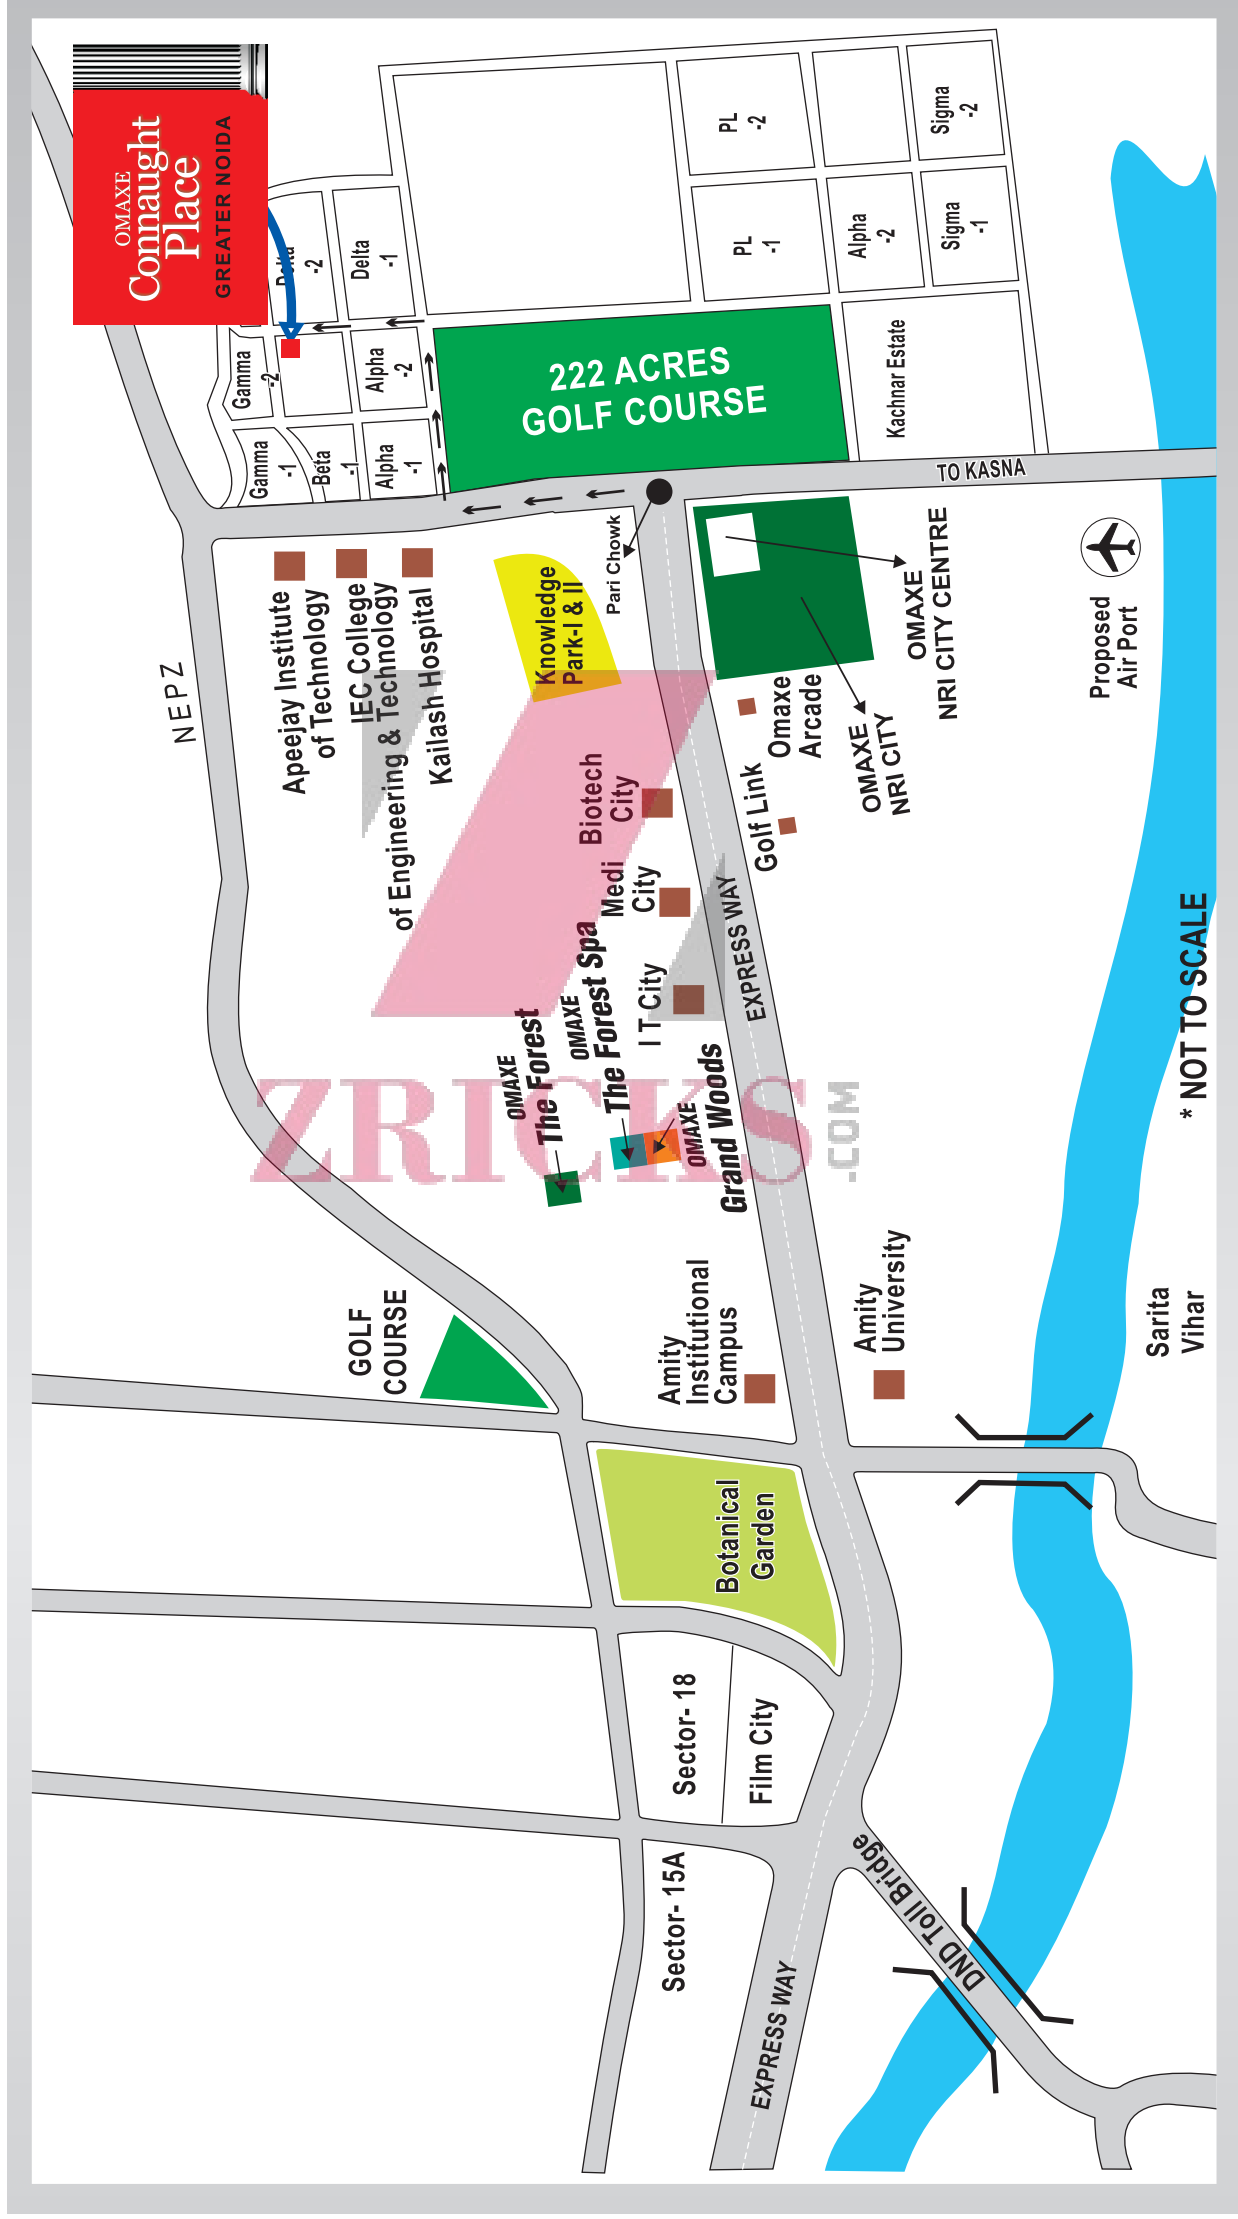 OMAXE
Connaught
Place
GREATER NOIDA
PL
-2
Sigma
-2
PL
-1
Alpha
-2
Sigma
-1
Delta
-2
Delta
-1
Gamma
-2
Alpha
-2
Gamma
-1
Beta
-1
Alpha
-1
222 ACRES
GOLF COURSE
Kachnar Estate
TO KASNA
Pari Chowk
NEPZ
Apeejay Institute
of Technology
IEC College
of Engineering & Technology
Kailash Hospital
Knowledge
Park-I & II
OMAXE
NRI CITY CENTRE
OMAXE
NRI CITY
Omaxe
Arcade
Golf Link
Proposed
Air Port
Biotech
City
Medi
City
I T City
EXPRESS WAY
OMAXE
The Forest
OMAXE
The Forest Spa
OMAXE
Grand Woods
ZRICKS
.COM
* NOT TO SCALE
GOLF
COURSE
Amity
Institutional
Campus
Amity
University
Sarita
Vihar
Botanical
Garden
Sector- 18
Film City
Sector- 15A
DND Toll Bridge
EXPRESS WAY